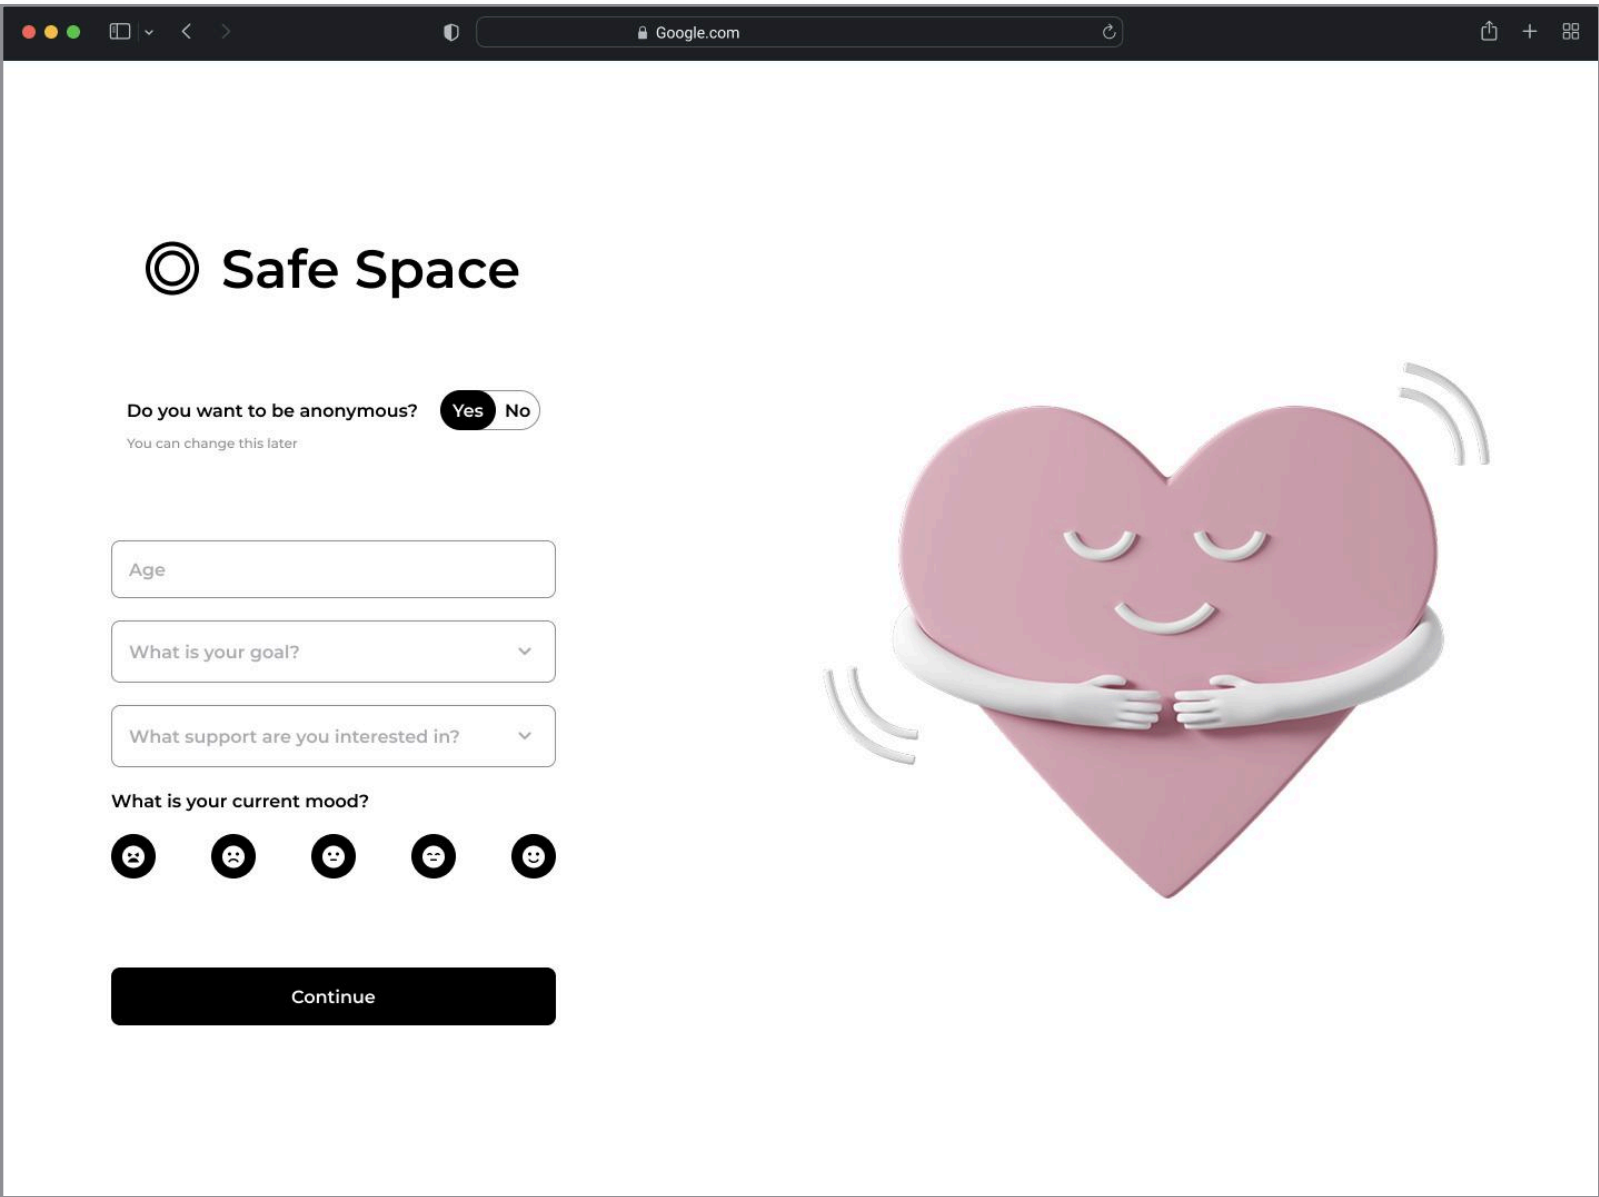 Google.com
Safe Space
Do you want to be anonymous? Yes No
You can change this later
Age
What is your goal?
What support are you interested in?
What is your current mood?
Continue